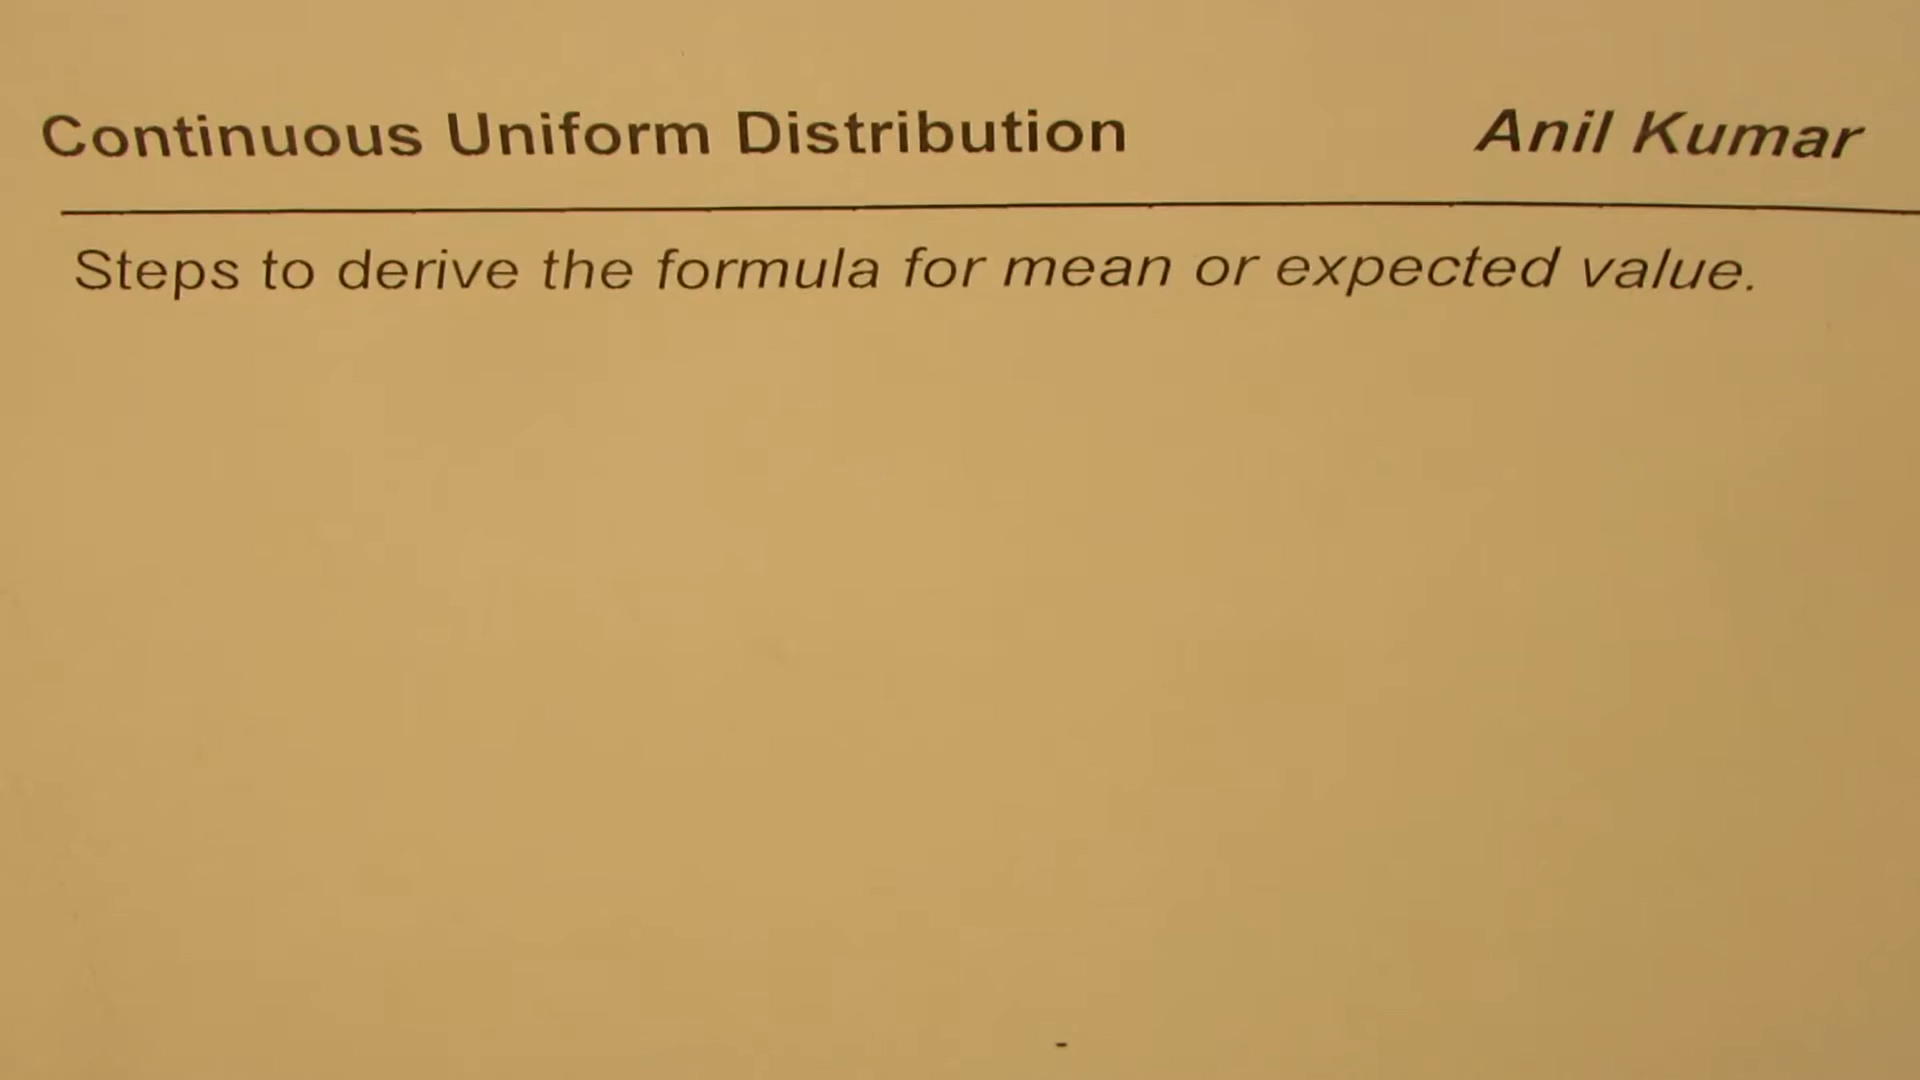 Continuous Uniform Distribution Anil Kumar
Steps to derive the formula for mean or expected value.